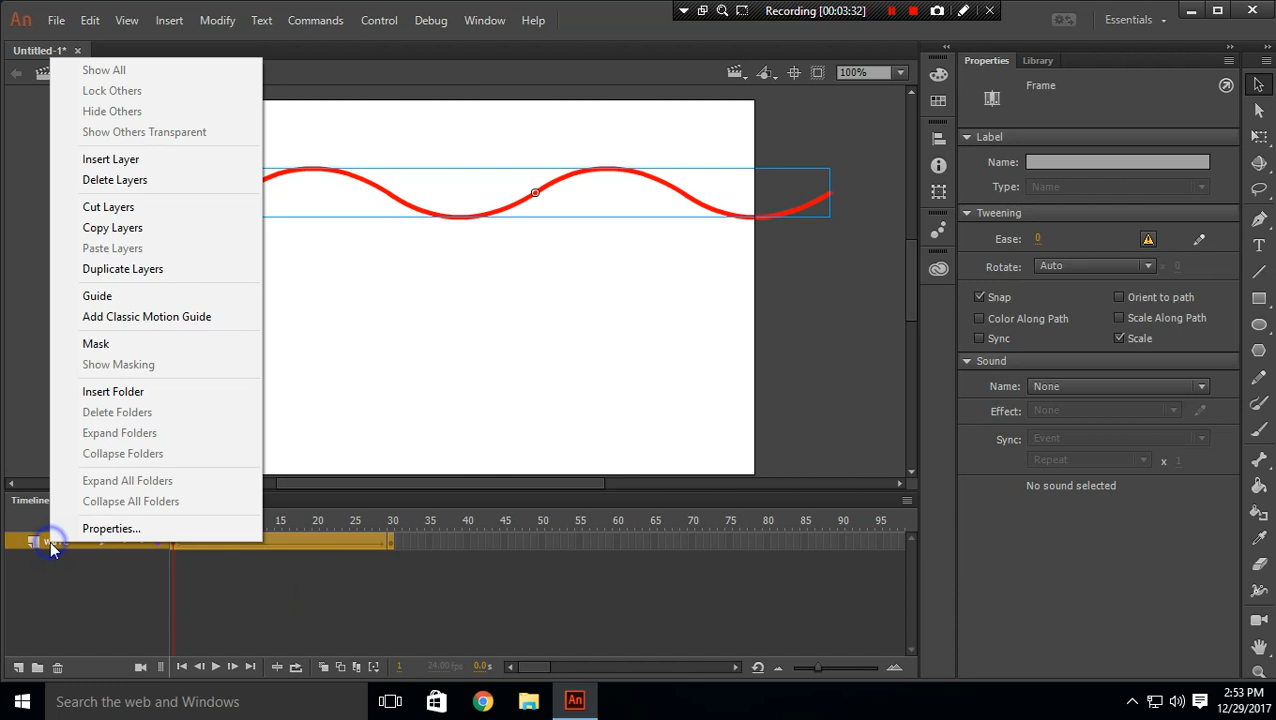 An File Edit View Insert Modify Text Commands Control Debug Window Help Recording [00:03:32] Essentials
Untitled-1* × Properties Library
100%
Frame
Show All
Lock Others
Hide Others
Show Others Transparent
Insert Layer
Delete Layers
Cut Layers
Copy Layers
Paste Layers
Duplicate Layers
Guide
Add Classic Motion Guide
Mask
Show Masking
Insert Folder
Delete Folders
Expand Folders
Collapse Folders
Expand All Folders
Collapse All Folders
Properties...
Label
Name:
Type: Name
Tweening
Ease: 0
Rotate: Auto x 0
Snap Orient to path
Color Along Path Scale Along Path
Sync Scale
Sound
Name: None
Effect: None
Sync: Event
Repeat x 1
No sound selected
Timeline
15 20 25 30 35 40 45 50 55 60 65 70 75 80 85 90 95
1 24.00 fps 0.0 s
Search the web and Windows
An
2:53 PM
12/29/2017